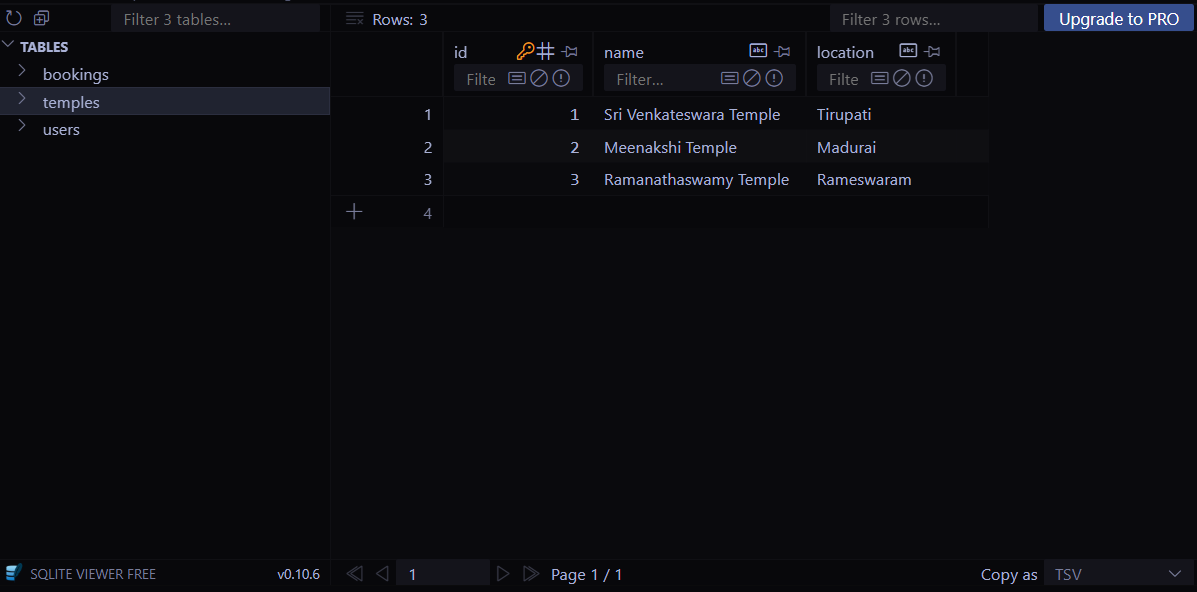 Filter 3 tables... Rows: 3 Filter 3 rows... Upgrade to PRO
TABLES
bookings
temples
users
id name abc location abc
Filte Filter... Filte
1 1 Sri Venkateswara Temple Tirupati
2 2 Meenakshi Temple Madurai
3 3 Ramanathaswamy Temple Rameswaram
4
SQLITE VIEWER FREE v0.10.6 1 Page 1 / 1 Copy as TSV